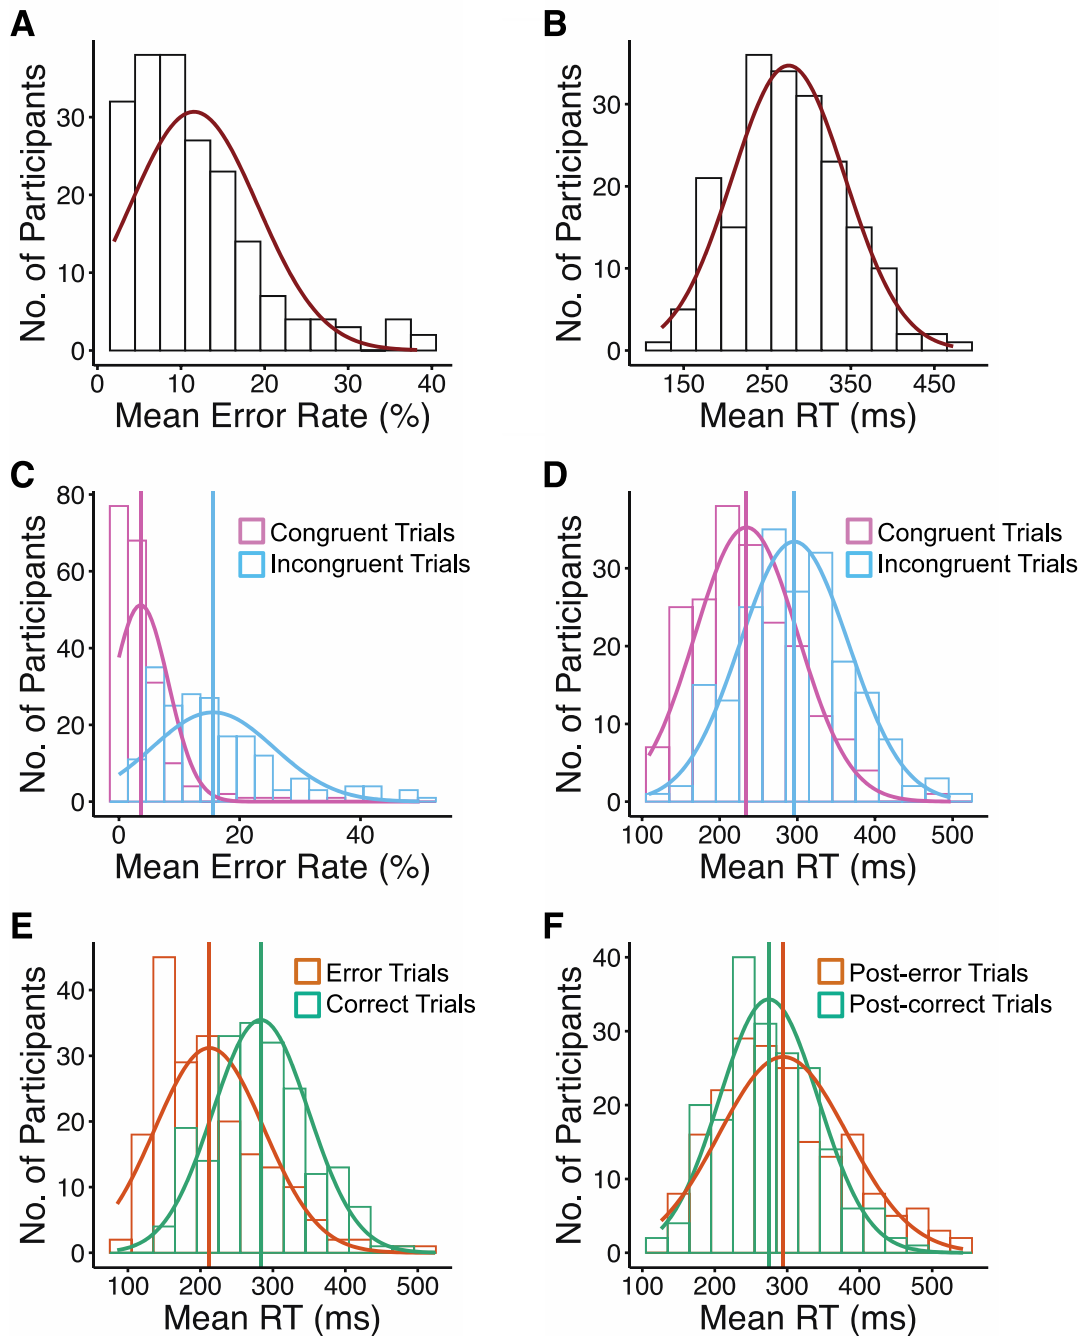 A
No. of Participants
30
20
10
0
0 10 20 30 40
Mean Error Rate (%)
B
No. of Participants
30
20
10
0
150 250 350 450
Mean RT (ms)
C
No. of Participants
80
60
40
20
0
0 20 40
Mean Error Rate (%)
Congruent Trials
Incongruent Trials
D
No. of Participants
30
20
10
0
100 200 300 400 500
Mean RT (ms)
Congruent Trials
Incongruent Trials
E
No. of Participants
40
30
20
10
0
100 200 300 400 500
Mean RT (ms)
Error Trials
Correct Trials
F
No. of Participants
40
30
20
10
0
100 200 300 400 500
Mean RT (ms)
Post-error Trials
Post-correct Trials